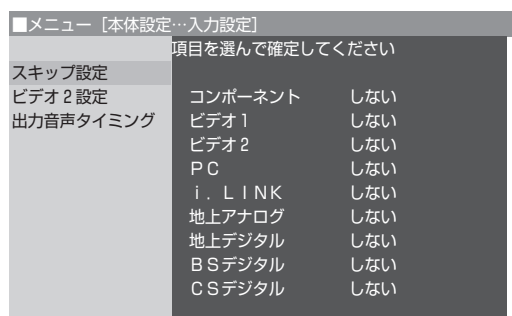 ■メニュー［本体設定…入力設定］
項目を選んで確定してください
スキップ設定
ビデオ２設定
出力音声タイミング
コンポーネント しない
ビデオ1 しない
ビデオ２ しない
ＰＣ しない
ｉ．ＬＩＮＫ しない
地上アナログ しない
地上デジタル しない
ＢＳデジタル しない
ＣＳデジタル しない